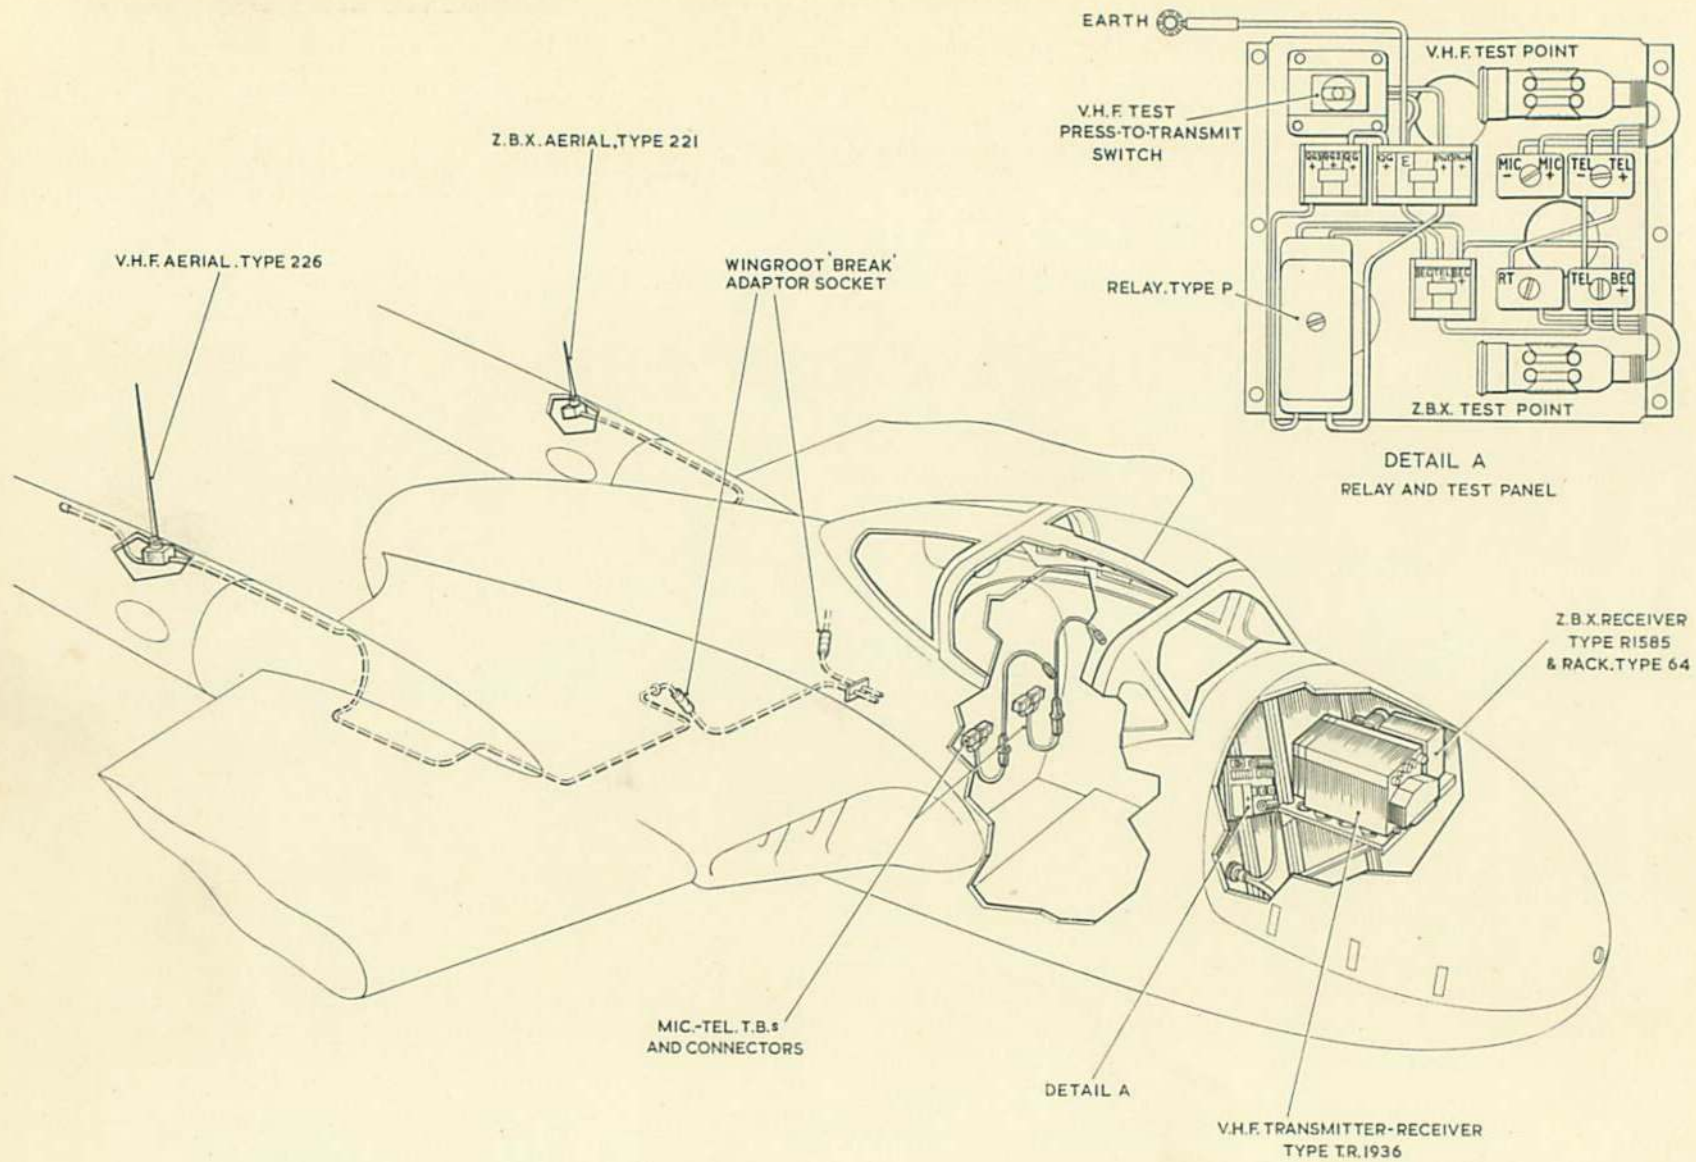 EARTH
V.H.F. TEST POINT
V.H.F. TEST
PRESS-TO-TRANSMIT
SWITCH
Z.B.X. AERIAL, TYPE 221
MIC MIC TEL TEL
- + - +
E
V.H.F. AERIAL. TYPE 226
WINGROOT 'BREAK'
ADAPTOR SOCKET
RELAY. TYPE P
RT TEL BEC
+
Z.B.X. TEST POINT
DETAIL A
RELAY AND TEST PANEL
Z.B.X. RECEIVER
TYPE R1585
& RACK. TYPE 64
MIC.-TEL. T.B.s
AND CONNECTORS
DETAIL A
V.H.F. TRANSMITTER-RECEIVER
TYPE T.R.1936